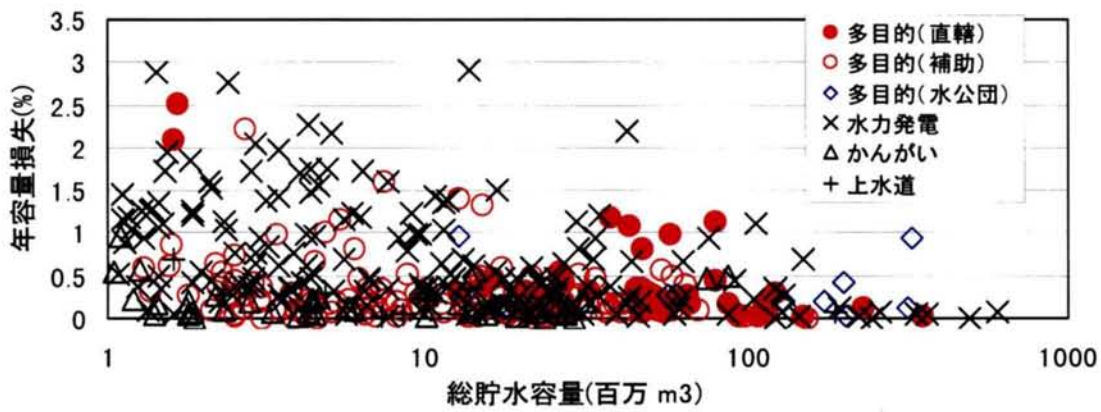 3.5
3
2.5
2
1.5
1
0.5
0
年容量損失(%)
1
10
100
1000
総貯水容量(百万 m3)
多目的(直轄)
多目的(補助)
多目的(水公団)
水力発電
かんがい
上水道